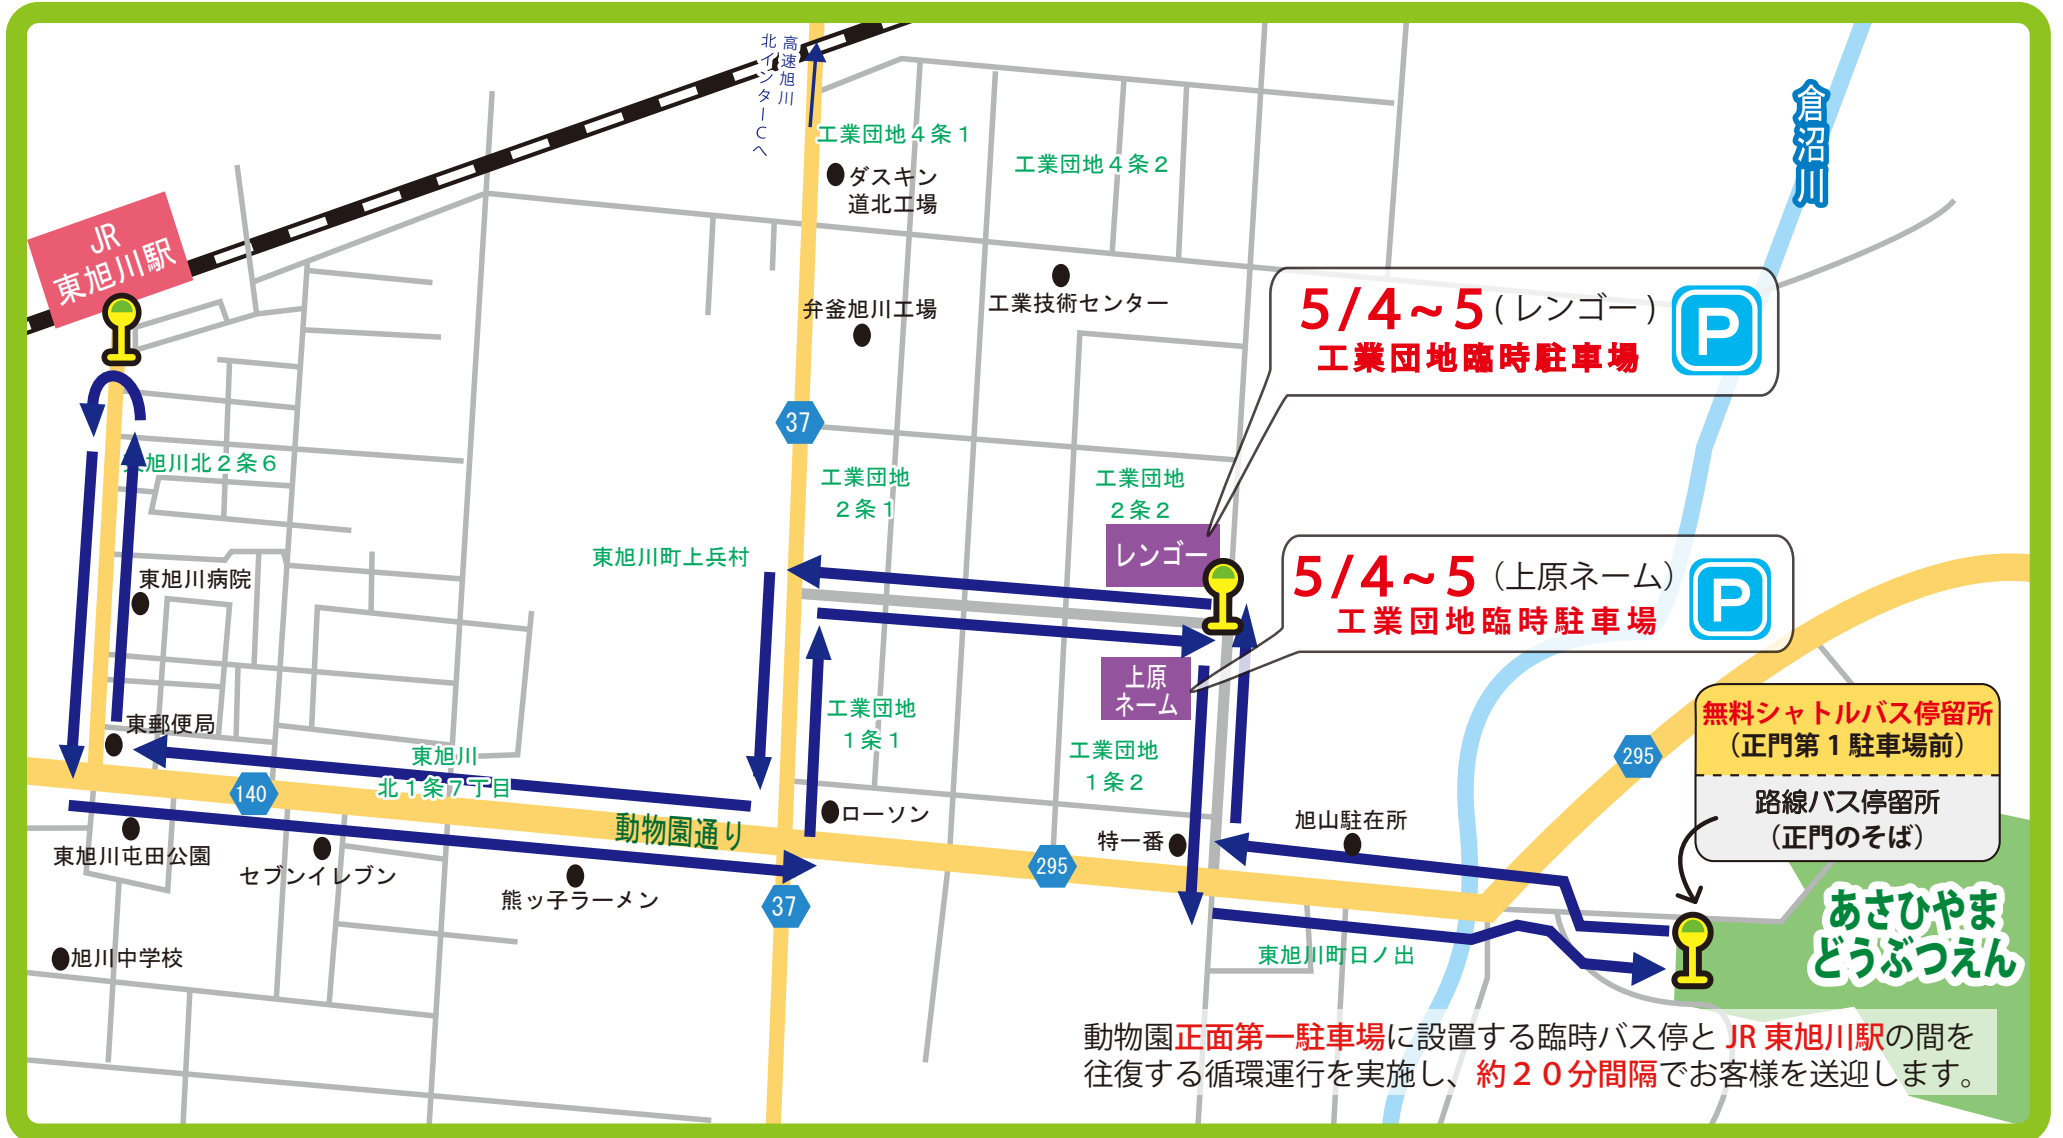 高速旭川
北インターCへ
倉沼川
工業団地４条１
工業団地４条２
ダスキン
道北工場
JR
東旭川駅
弁釜旭川工場
工業技術センター
5/4~5(レンゴー)
工業団地臨時駐車場
P
37
東旭川北２条６
工業団地
２条１
工業団地
２条２
レンゴー
東旭川町上兵村
5/4~5（上原ネーム）
工業団地臨時駐車場
P
東旭川病院
上原
ネーム
工業団地
１条１
工業団地
１条２
東郵便局
東旭川
北１条７丁目
140
295
無料シャトルバス停留所
（正門第１駐車場前）
路線バス停留所
（正門のそば）
動物園通り
ローソン
特一番
旭山駐在所
東旭川屯田公園
セブンイレブン
熊ッ子ラーメン
295
37
あさひやま
どうぶつえん
旭川中学校
東旭川町日ノ出
動物園正面第一駐車場に設置する臨時バス停と JR 東旭川駅の間を
往復する循環運行を実施し、約２０分間隔でお客様を送迎します。